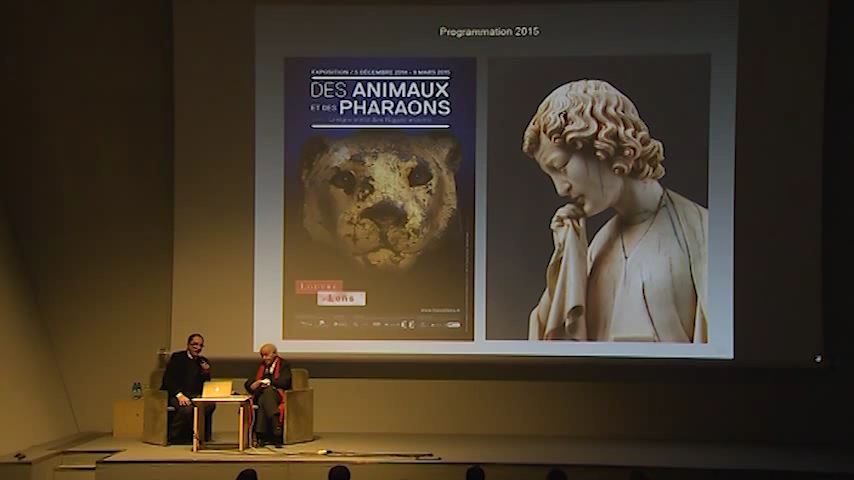 Programmation 2015
EXPOSITION / 5 DÉCEMBRE 2014 - 9 MARS 2015
DES ANIMAUX
ET DES PHARAONS
LOUVRE
Lens